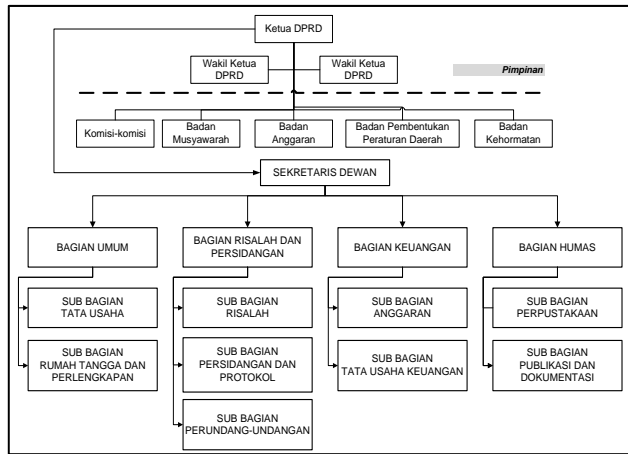 Ketua DPRD
Wakil Ketua
DPRD
Wakil Ketua
DPRD
Pimpinan
Komisi-komisi
Badan
Musyawarah
Badan
Anggaran
Badan Pembentukan
Peraturan Daerah
Badan
Kehormatan
SEKRETARIS DEWAN
BAGIAN UMUM
BAGIAN RISALAH DAN
PERSIDANGAN
BAGIAN KEUANGAN
BAGIAN HUMAS
SUB BAGIAN
TATA USAHA
SUB BAGIAN
RISALAH
SUB BAGIAN
ANGGARAN
SUB BAGIAN
PERPUSTAKAAN
SUB BAGIAN
RUMAH TANGGA DAN
PERLENGKAPAN
SUB BAGIAN
PERSIDANGAN DAN
PROTOKOL
SUB BAGIAN
TATA USAHA KEUANGAN
SUB BAGIAN
PUBLIKASI DAN
DOKUMENTASI
SUB BAGIAN
PERUNDANG-UNDANGAN